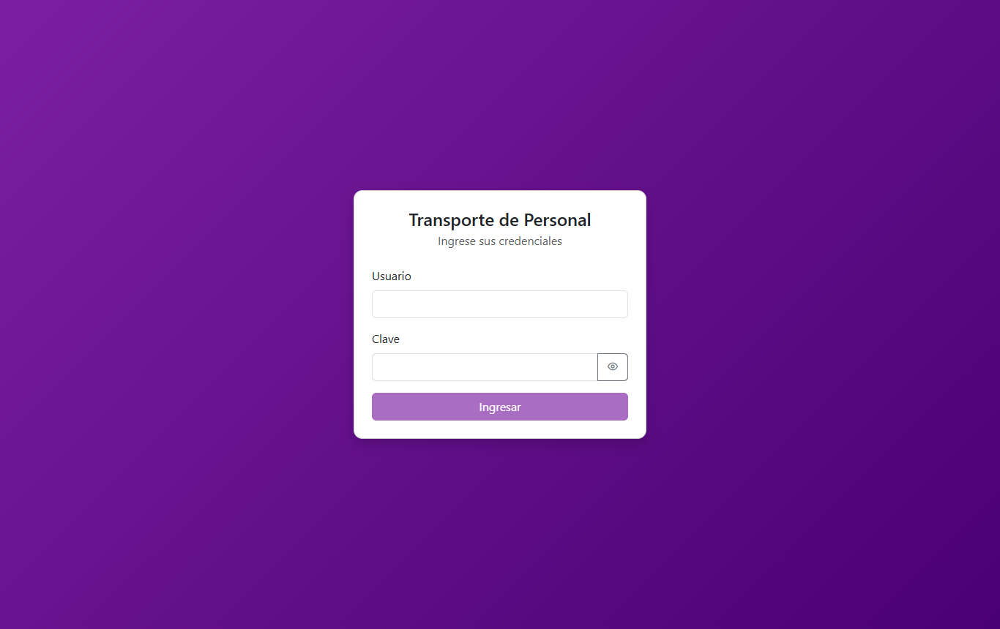 Transporte de Personal
Ingrese sus credenciales
Usuario
Clave
Ingresar